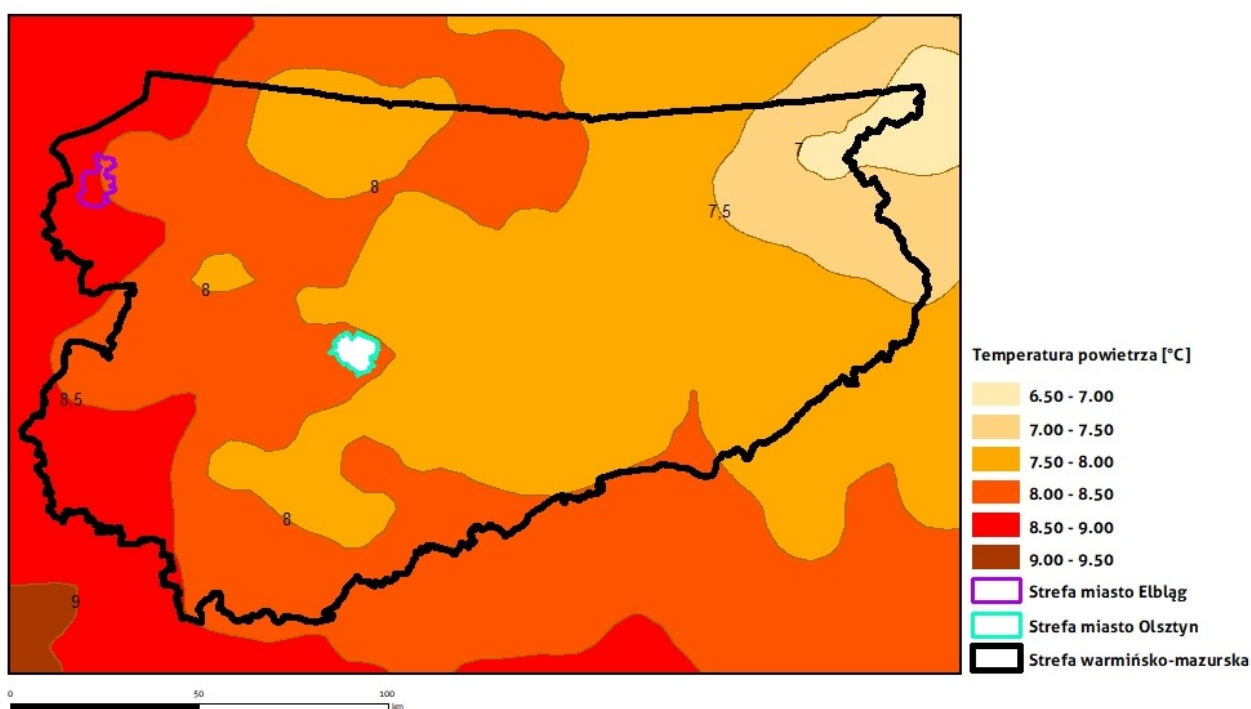 7
8
7,5
8
8,5
8
9
Temperatura powietrza [°C]
6.50 - 7.00
7.00 - 7.50
7.50 - 8.00
8.00 - 8.50
8.50 - 9.00
9.00 - 9.50
Strefa miasto Elbląg
Strefa miasto Olsztyn
Strefa warmińsko-mazurska
0 50 100
km